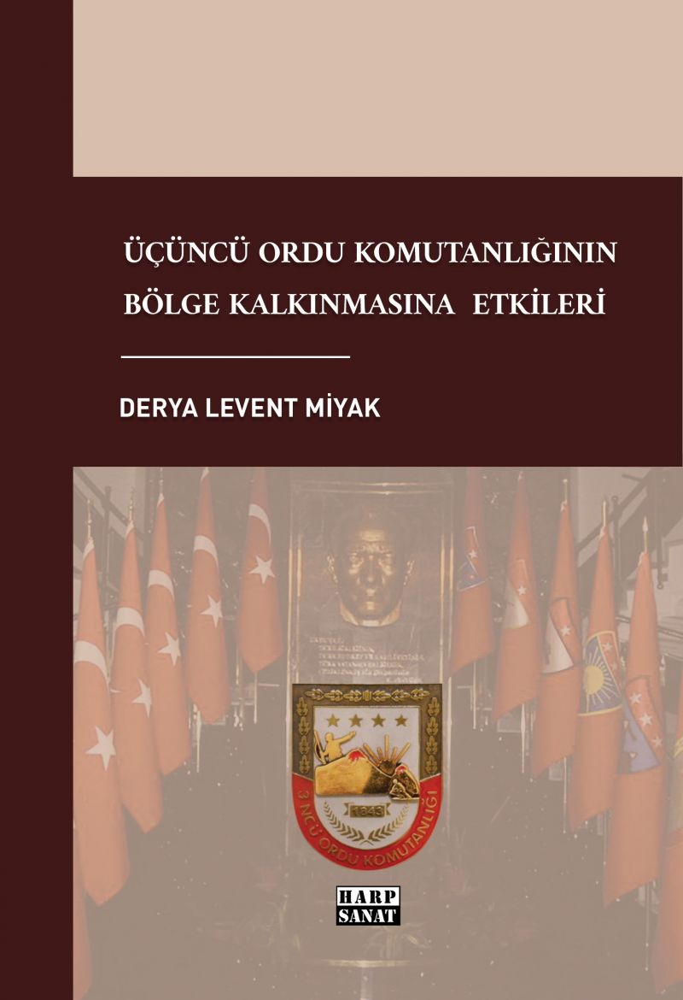 ÜÇÜNCÜ ORDU KOMUTANLIĞININ
BÖLGE KALKINMASINA ETKİLERİ
DERYA LEVENT MİYAK
1843
3 NCÜ ORDU KOMUTANLIĞI
HARP
SANAT